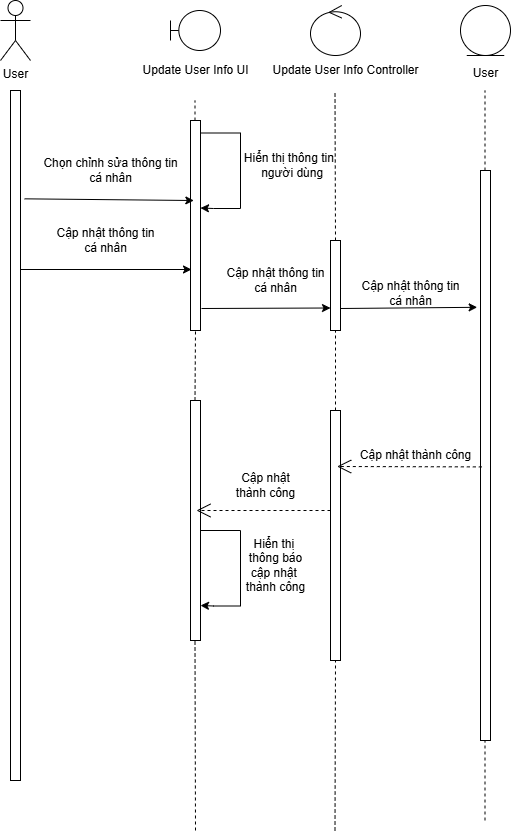 User
Update User Info UI
Update User Info Controller
User
Chọn chỉnh sửa thông tin
cá nhân
Hiển thị thông tin
người dùng
Cập nhật thông tin
cá nhân
Cập nhật thông tin
cá nhân
Cập nhật thông tin
cá nhân
Cập nhật thành công
Cập nhật
thành công
Hiển thị
thông báo
cập nhật
thành công